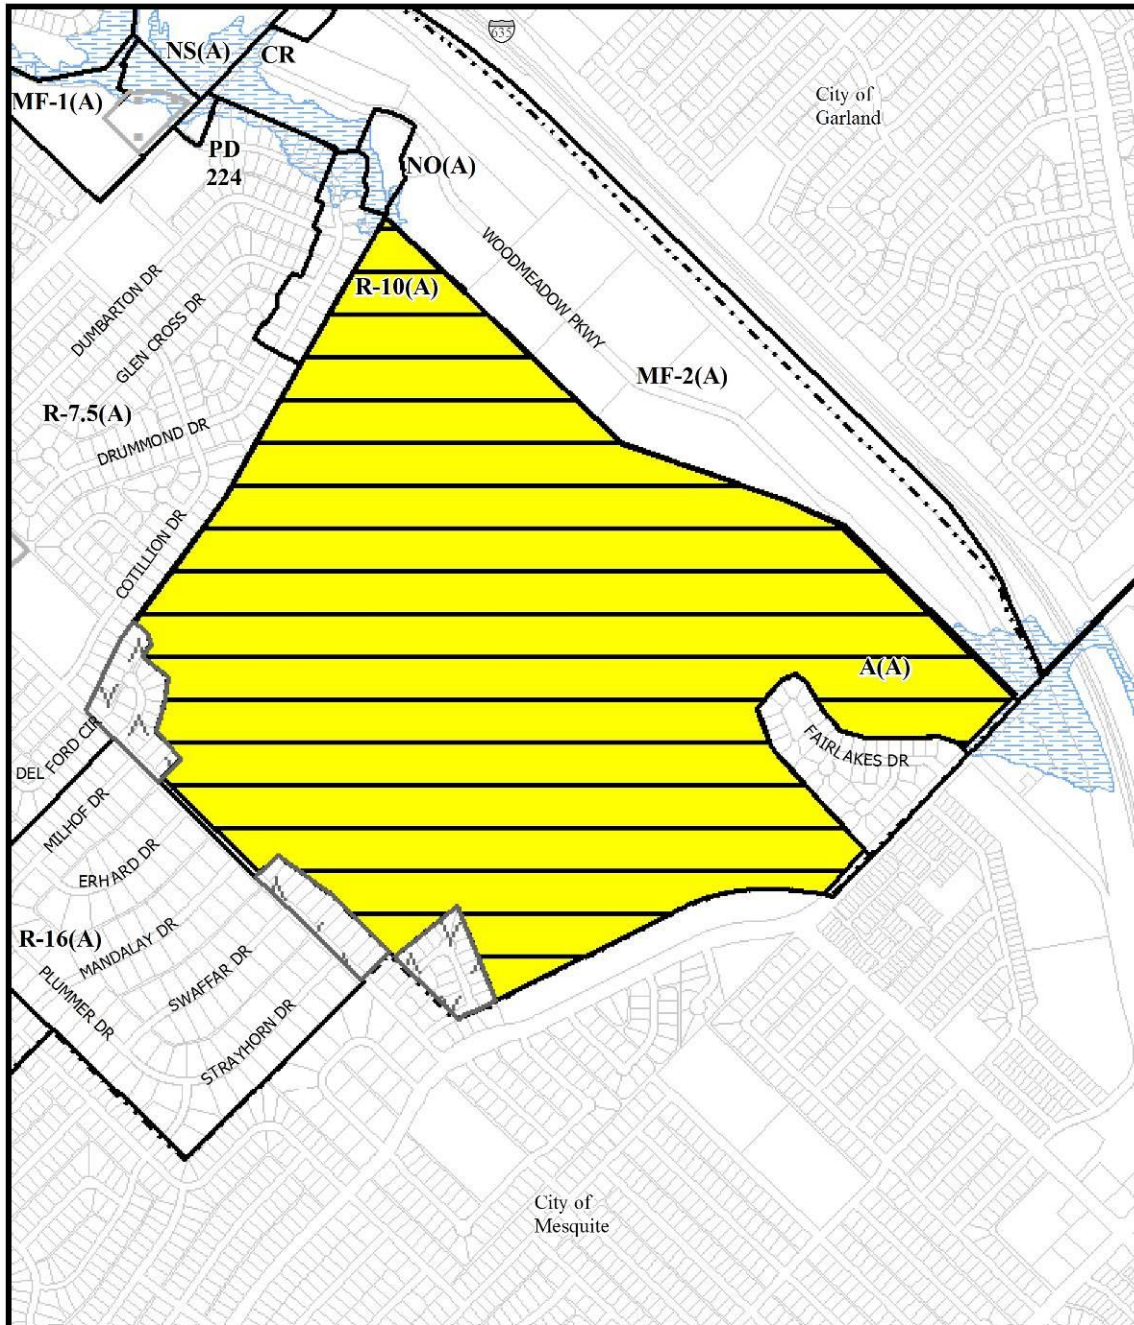 635
NS(A)
CR
MF-1(A)
City of
Garland
PD
224
NO(A)
WOODMEADOW PKWY
DUMBARTON DR
R-10(A)
GLEN CROSS DR
MF-2(A)
R-7.5(A)
DRUMMOND DR
COTILLION DR
A(A)
FAIRLAKES DR
DEL FORD CIR
MILHOF DR
ERHARD DR
R-16(A)
MANDALAY DR
SWAFFAR DR
PLUMMER DR
STRAYHORN DR
City of
Mesquite